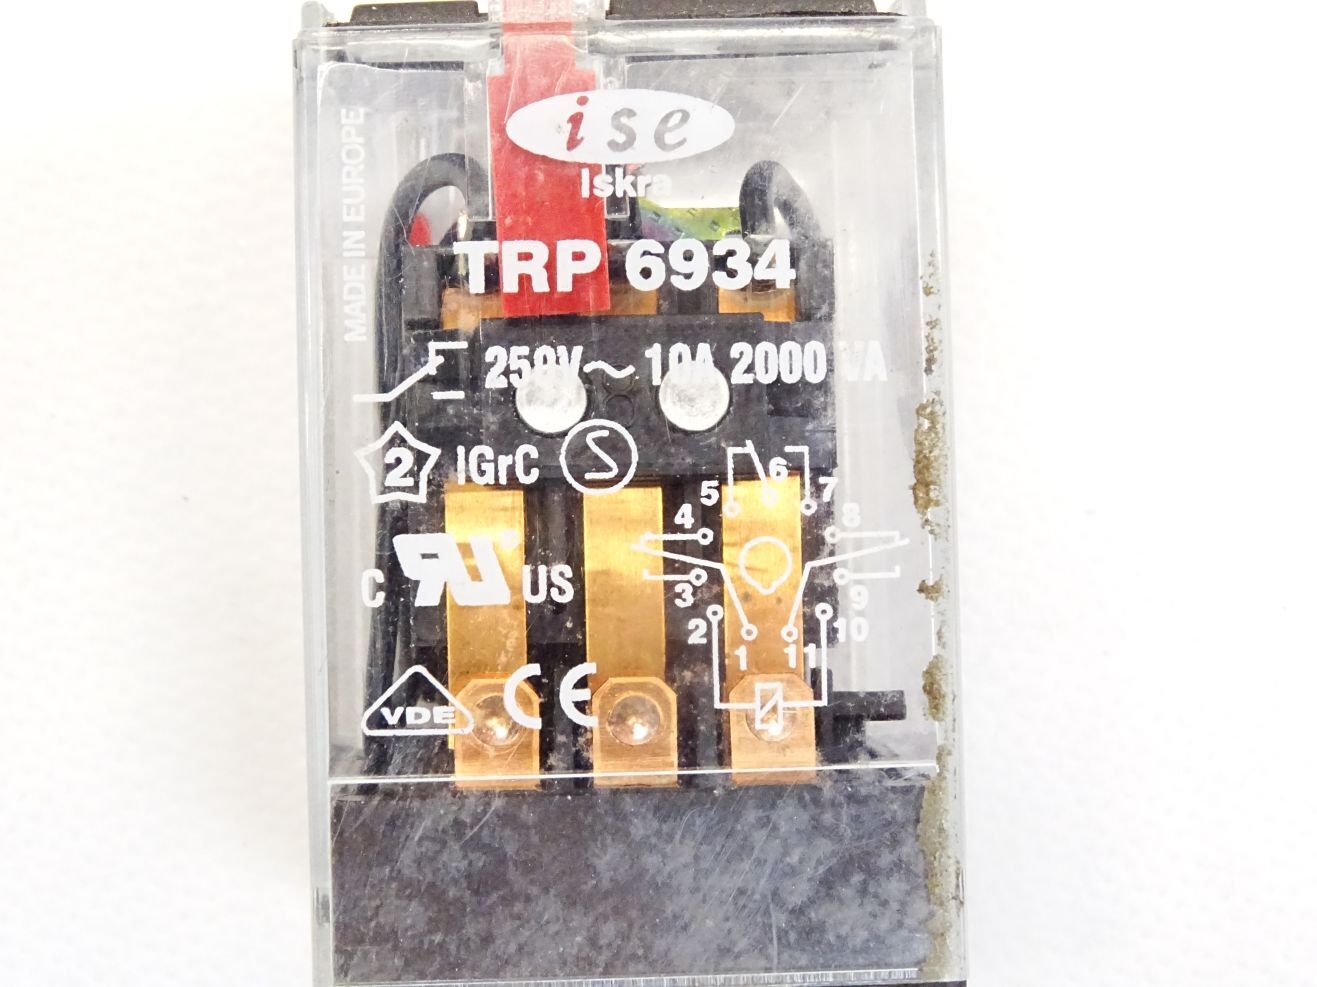 ise
Iskra
MADE IN EUROPE
TRP 6934
250V~ 10A 2000 VA
2 IGrC S
C RU US
VDE CE
5 6 7
4 8
3 9
2 10
1 11